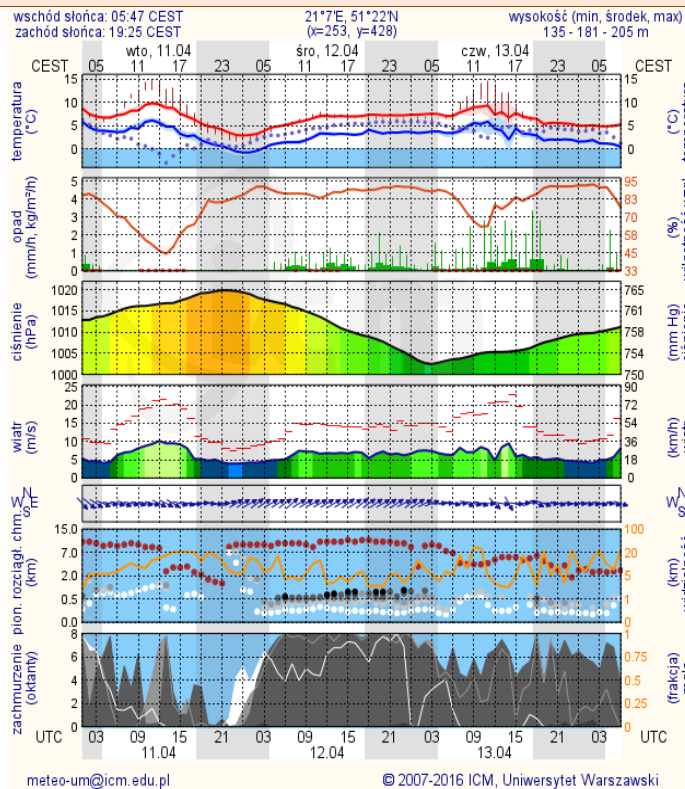 wschód słońca: 05:47 CEST 21°7'E, 51°22'N wysokość (min, środek, max)
zachód słońca: 19:25 CEST (x=253, y=428) 135 - 181 - 205 m
wto, 11.04 śro, 12.04 czw, 13.04
CEST 05 11 17 23 05 11 17 23 05 11 17 23 05 CEST
temperatura (°C)
15 10 5 0
15 10 5 0
(°C)
opad (mm/h, kg/m²/h)
5 4 3 2 1 0
95 83 70 58 45 33
(%)
ciśnienie (hPa)
1020 1015 1010 1005 1000
765 761 758 754 750
(mm Hg)
wiatr (m/s)
25 20 15 10 5 0
90 72 54 36 18 0
(km/h)
W N E S
W N S
pion. rozciągł. chm. (km)
15.0 7.0 2.0 0.5 0.0
100 20 5 1 0
(km)
zachmurzenie (oktanty)
8 6 4 2 0
1 0.75 0.5 0.25 0
(frakcja)
UTC 03 09 15 21 03 09 15 21 03 09 15 21 03 UTC
11.04 12.04 13.04
meteo-um@icm.edu.pl © 2007-2016 ICM, Uniwersytet Warszawski